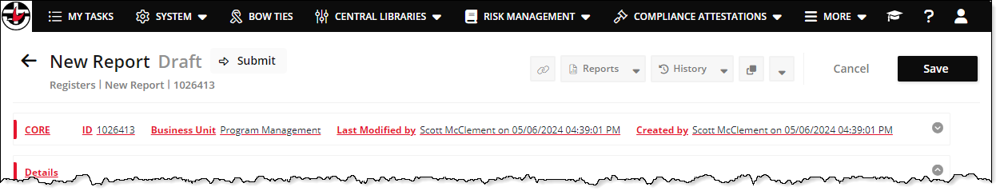 MY TASKS SYSTEM BOW TIES CENTRAL LIBRARIES RISK MANAGEMENT COMPLIANCE ATTESTATIONS MORE ?
New Report Draft Submit Reports History Cancel Save
Registers | New Report | 1026413
CORE ID 1026413 Business Unit Program Management Last Modified by Scott McClement on 05/06/2024 04:39:01 PM Created by Scott McClement on 05/06/2024 04:39:01 PM
Details